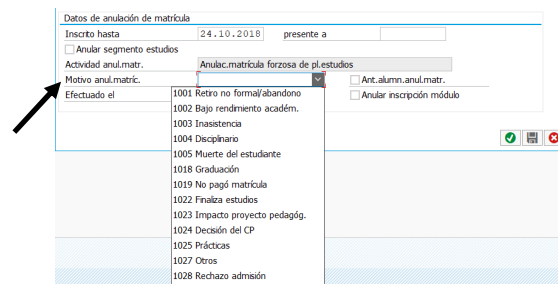 Datos de anulación de matrícula
Inscrito hasta 24.10.2018 presente a
Anular segmento estudios
Actividad anul.matr. Anulac.matrícula forzosa de pl.estudios
Motivo anul.matríc. Ant.alumn.anul.matr.
Efectuado el Anular inscripción módulo
1001 Retiro no formal/abandono
1002 Bajo rendimiento académ.
1003 Inasistencia
1004 Disciplinario
1005 Muerte del estudiante
1018 Graduación
1019 No pagó matrícula
1022 Finaliza estudios
1023 Impacto proyecto pedagóg.
1024 Decisión del CP
1025 Prácticas
1027 Otros
1028 Rechazo admisión